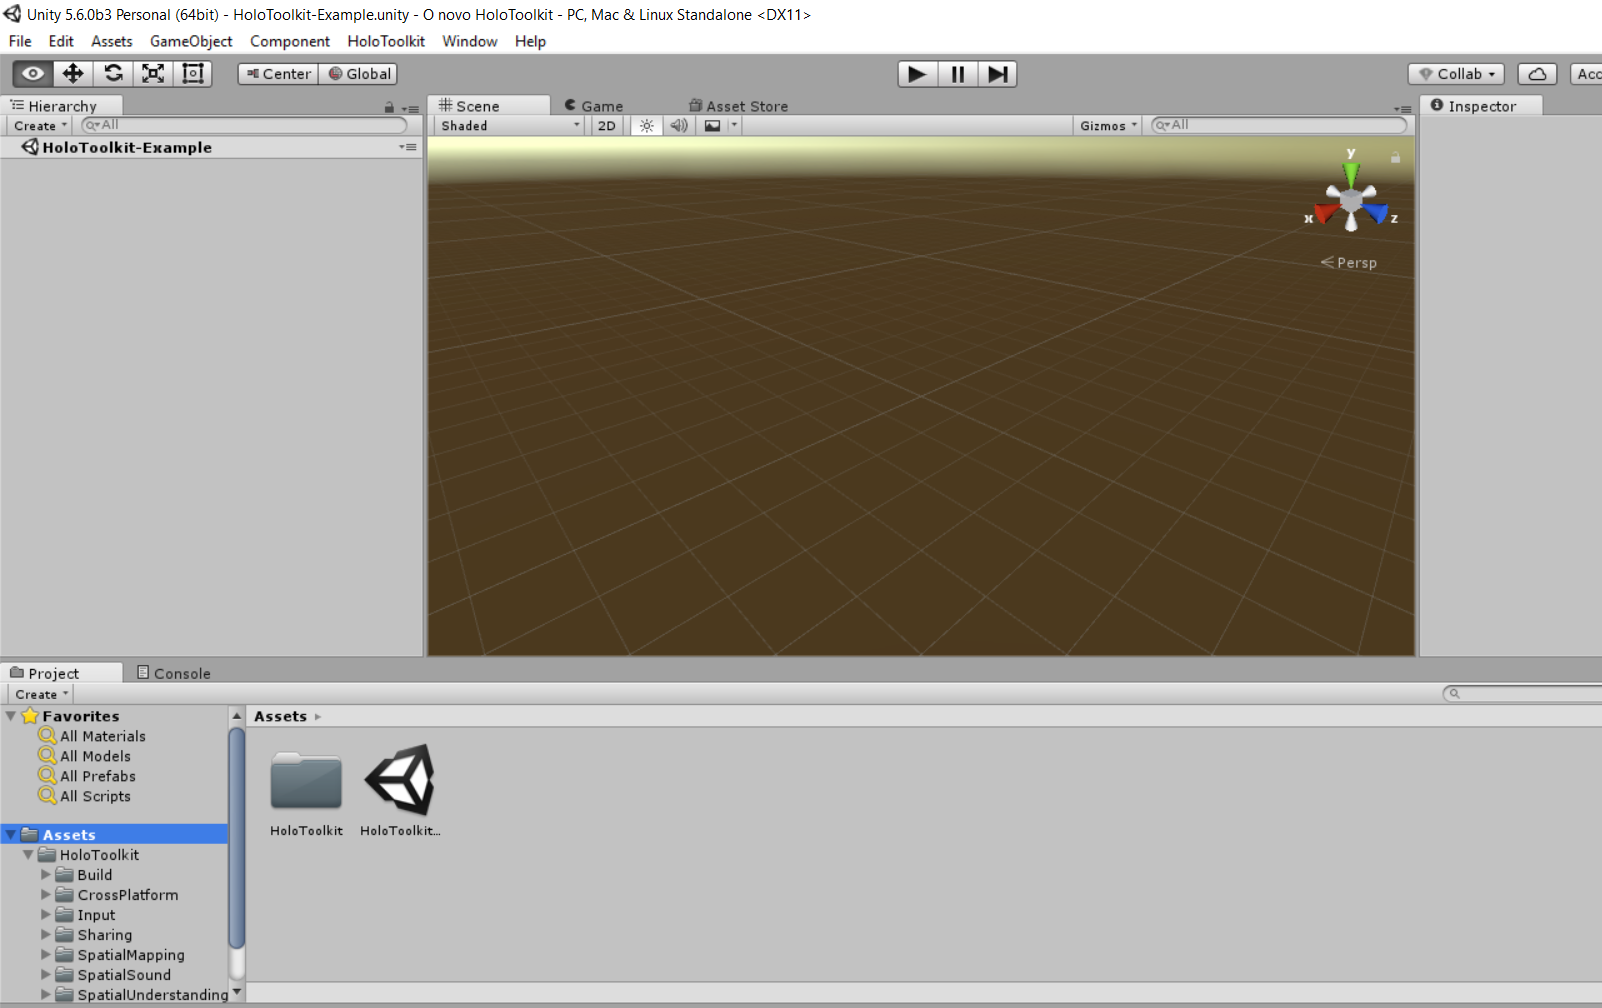 Unity 5.6.0b3 Personal (64bit) - HoloToolkit-Example.unity - O novo HoloToolkit - PC, Mac & Linux Standalone <DX11>
File Edit Assets GameObject Component HoloToolkit Window Help
Center Global Collab Acc
Hierarchy Scene Game Asset Store Inspector
Create All Shaded 2D Gizmos All
HoloToolkit-Example
y
x z
Persp
Project Console
Create
Favorites Assets
All Materials
All Models
All Prefabs
All Scripts
HoloToolkit HoloToolkit...
Assets
HoloToolkit
Build
CrossPlatform
Input
Sharing
SpatialMapping
SpatialSound
SpatialUnderstanding